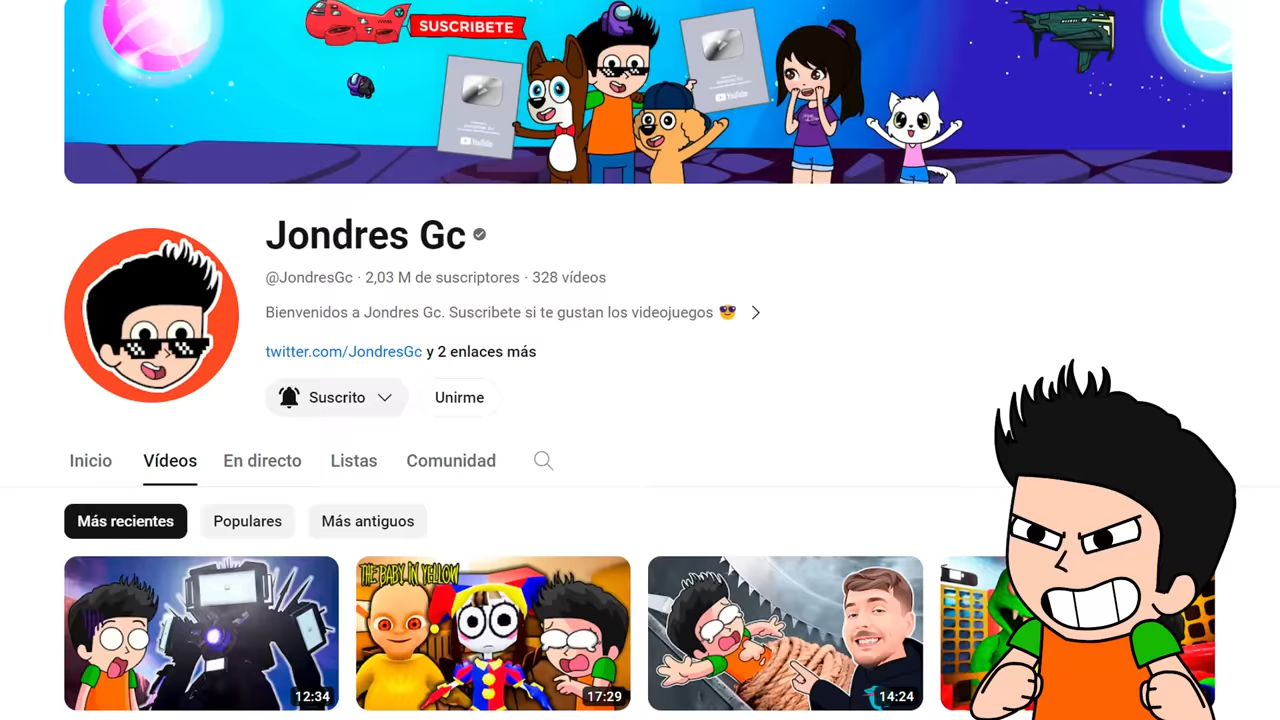 SUSCRIBETE
YouTube
YouTube
Jondres Gc
@JondresGc · 2,03 M de suscriptores · 328 vídeos
Bienvenidos a Jondres Gc. Suscribete si te gustan los videojuegos 😎
twitter.com/JondresGc y 2 enlaces más
Suscrito
Unirme
Inicio
Vídeos
En directo
Listas
Comunidad
Más recientes
Populares
Más antiguos
THE BABY IN YELLOW
12:34
17:29
14:24